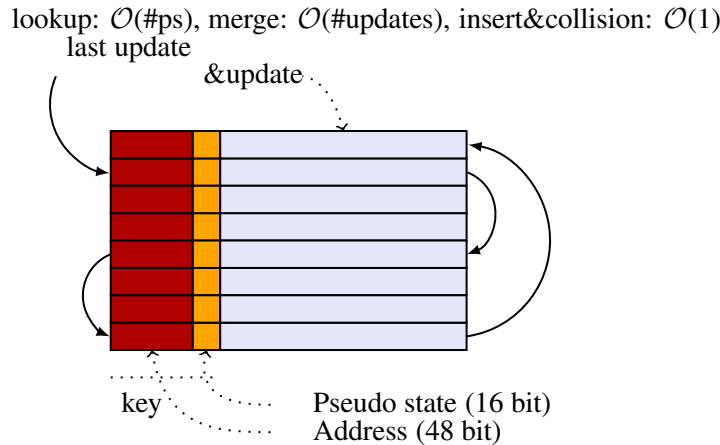 lookup: 𝒪(#ps), merge: 𝒪(#updates), insert&collision: 𝒪(1)
last update
&update
key
Pseudo state (16 bit)
Address (48 bit)